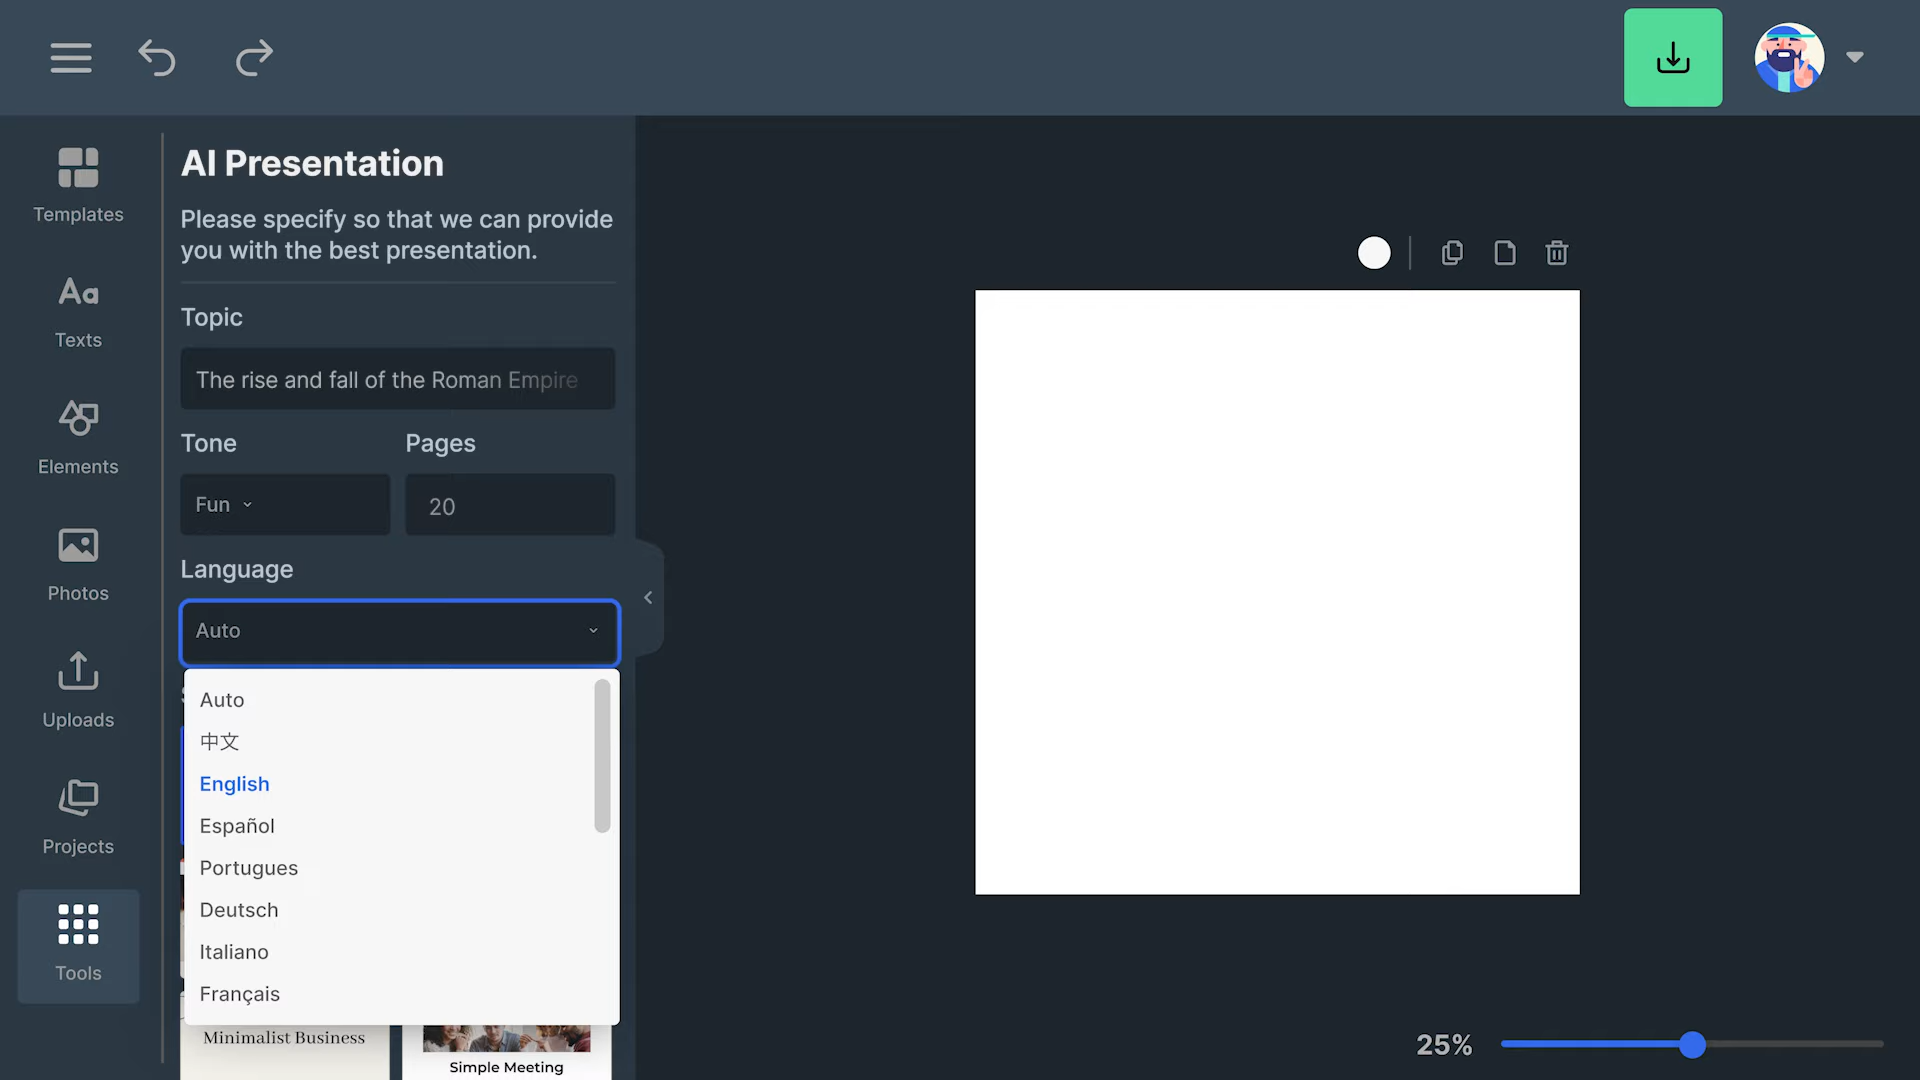 AI Presentation
Please specify so that we can provide
you with the best presentation.
Topic
The rise and fall of the Roman Empire
Tone
Pages
Fun
20
Language
Auto
Auto
中文
English
Español
Portugues
Deutsch
Italiano
Français
Minimalist Business
Simple Meeting
Templates
Texts
Elements
Photos
Uploads
Projects
Tools
25%